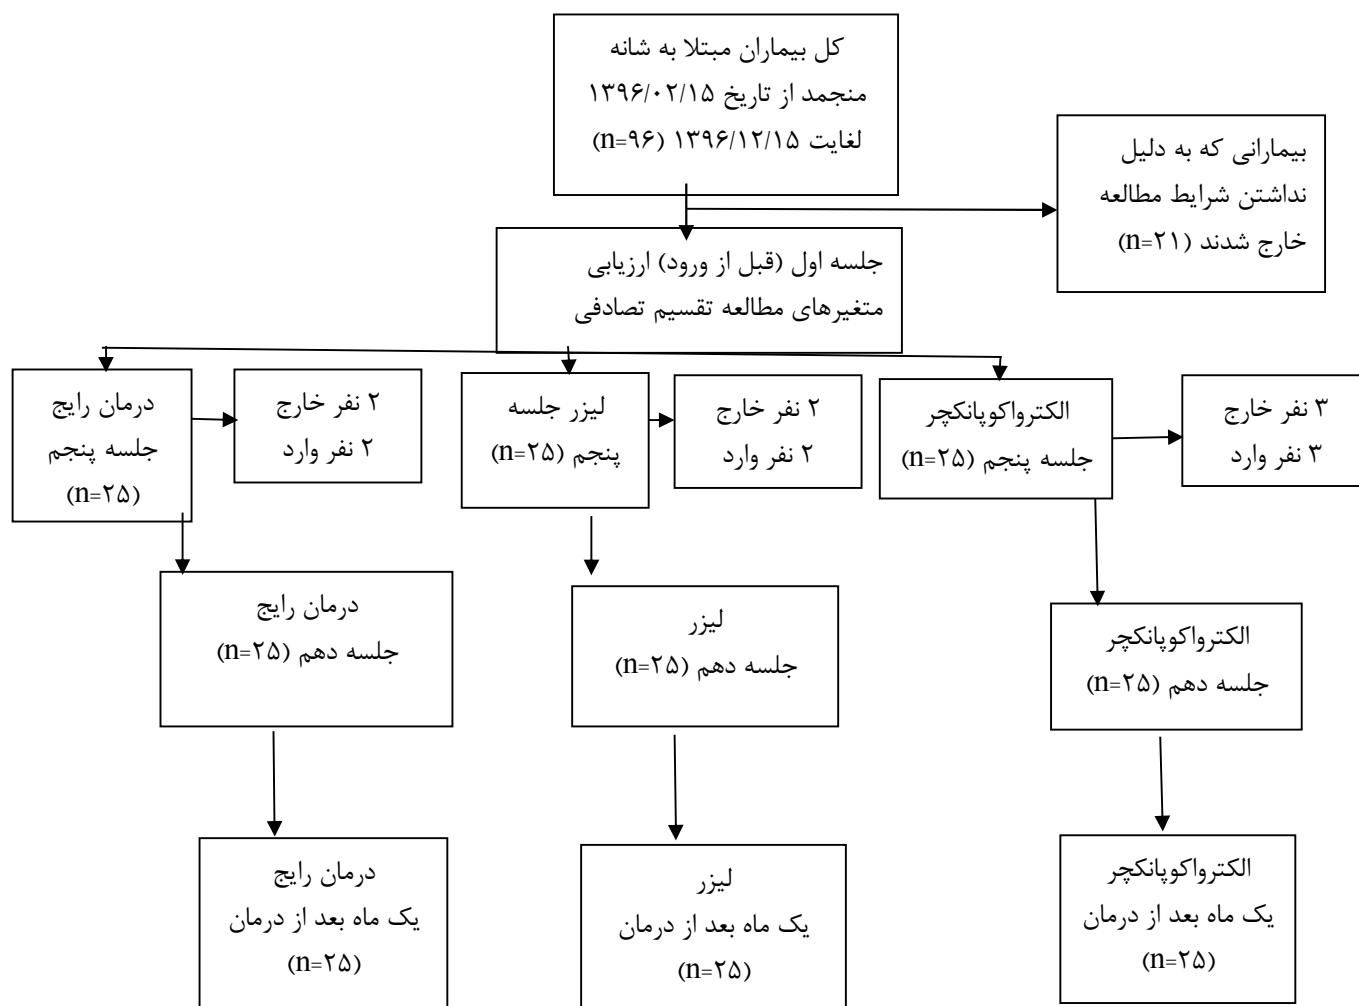 کل بیماران مبتلا به شانه
منجمد از تاریخ ۱۳۹۶/۰۲/۱۵
لغایت ۱۳۹۶/۱۲/۱۵ (n=۹۶)
بیمارانی که به دلیل
نداشتن شرایط مطالعه
خارج شدند (n=۲۱)
جلسه اول (قبل از ورود) ارزیابی
متغیرهای مطالعه تقسیم تصادفی
۳ نفر خارج
۳ نفر وارد
الکترواکوپانکچر
جلسه پنجم (n=۲۵)
۲ نفر خارج
۲ نفر وارد
لیزر جلسه
پنجم (n=۲۵)
۲ نفر خارج
۲ نفر وارد
درمان رایج
جلسه پنجم
(n=۲۵)
الکترواکوپانکچر
جلسه دهم (n=۲۵)
لیزر
جلسه دهم (n=۲۵)
درمان رایج
جلسه دهم (n=۲۵)
الکترواکوپانکچر
یک ماه بعد از درمان
(n=۲۵)
لیزر
یک ماه بعد از درمان
(n=۲۵)
درمان رایج
یک ماه بعد از درمان
(n=۲۵)